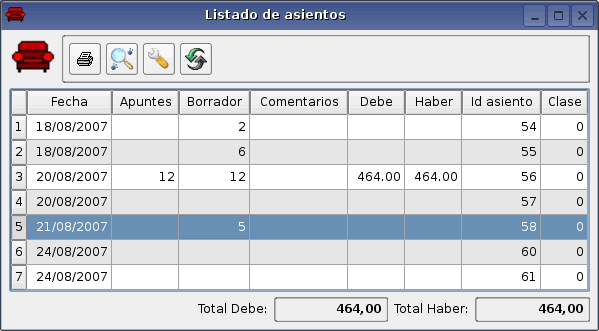 Listado de asientos
Fecha Apuntes Borrador Comentarios Debe Haber Id asiento Clase
1 18/08/2007 2 54 0
2 18/08/2007 6 55 0
3 20/08/2007 12 12 464.00 464.00 56 0
4 20/08/2007 57 0
5 21/08/2007 5 58 0
6 24/08/2007 60 0
7 24/08/2007 61 0
Total Debe: 464,00 Total Haber: 464,00